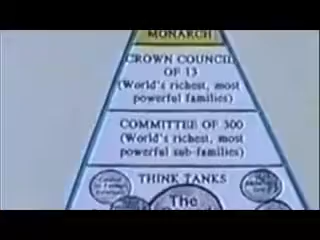 MONARCH
CROWN COUNCIL
OF 13
(World's richest, most
powerful families)
COMMITTEE OF 300
(World's richest, most
powerful sub-families)
THINK TANKS
The